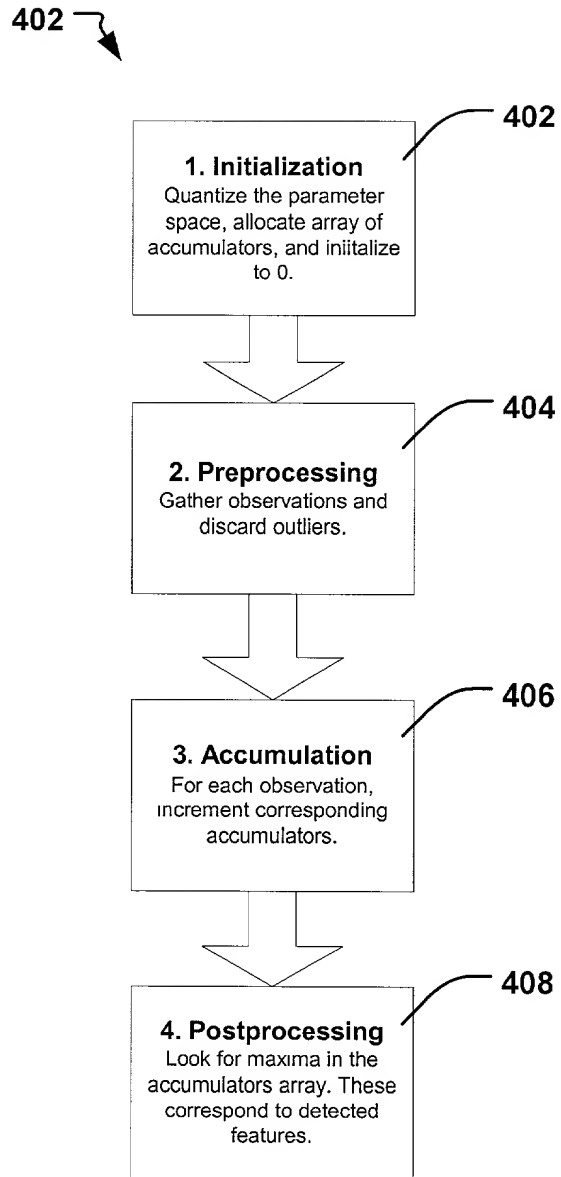 402
402
1. Initialization
Quantize the parameter
space, allocate array of
accumulators, and iniitalize
to 0.
404
2. Preprocessing
Gather observations and
discard outliers.
406
3. Accumulation
For each observation,
increment corresponding
accumulators.
408
4. Postprocessing
Look for maxima in the
accumulators array. These
correspond to detected
features.